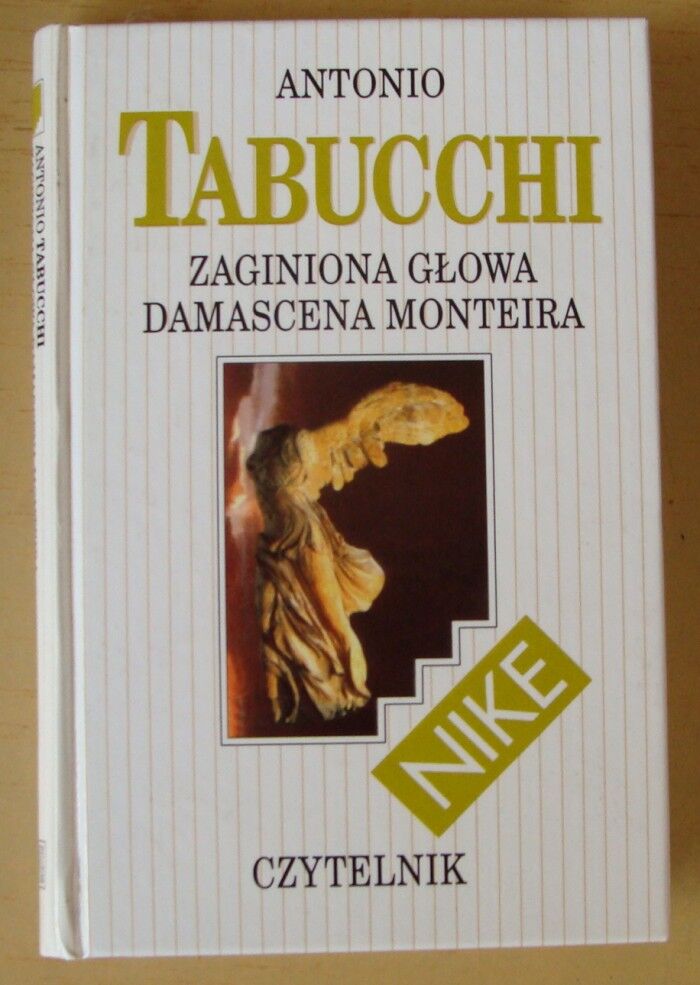 ANTONIO
TABUCCHI
ZAGINIONA GŁOWA
DAMASCENA MONTEIRA
NIKE
CZYTELNIK
ANTONIO TABUCCHI